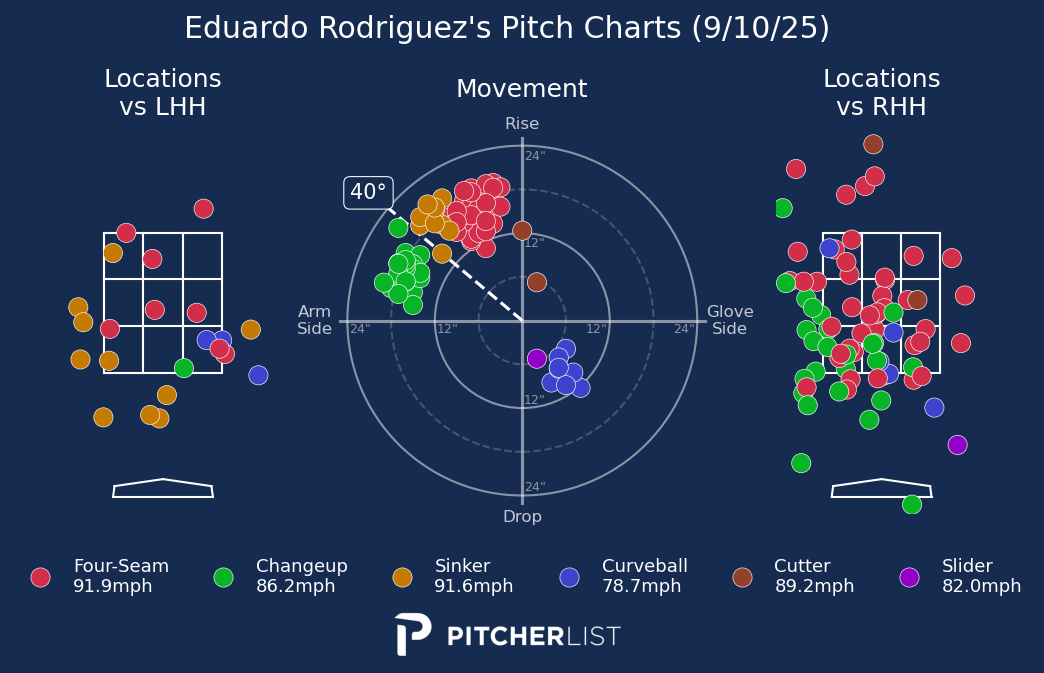 Eduardo Rodriguez's Pitch Charts (9/10/25)
Locations
vs LHH
Movement
Locations
vs RHH
Rise
24"
40°
12"
Arm
Side
24"
12"
12"
24"
Glove
Side
12"
24"
Drop
Four-Seam
91.9mph
Changeup
86.2mph
Sinker
91.6mph
Curveball
78.7mph
Cutter
89.2mph
Slider
82.0mph
PITCHERLIST